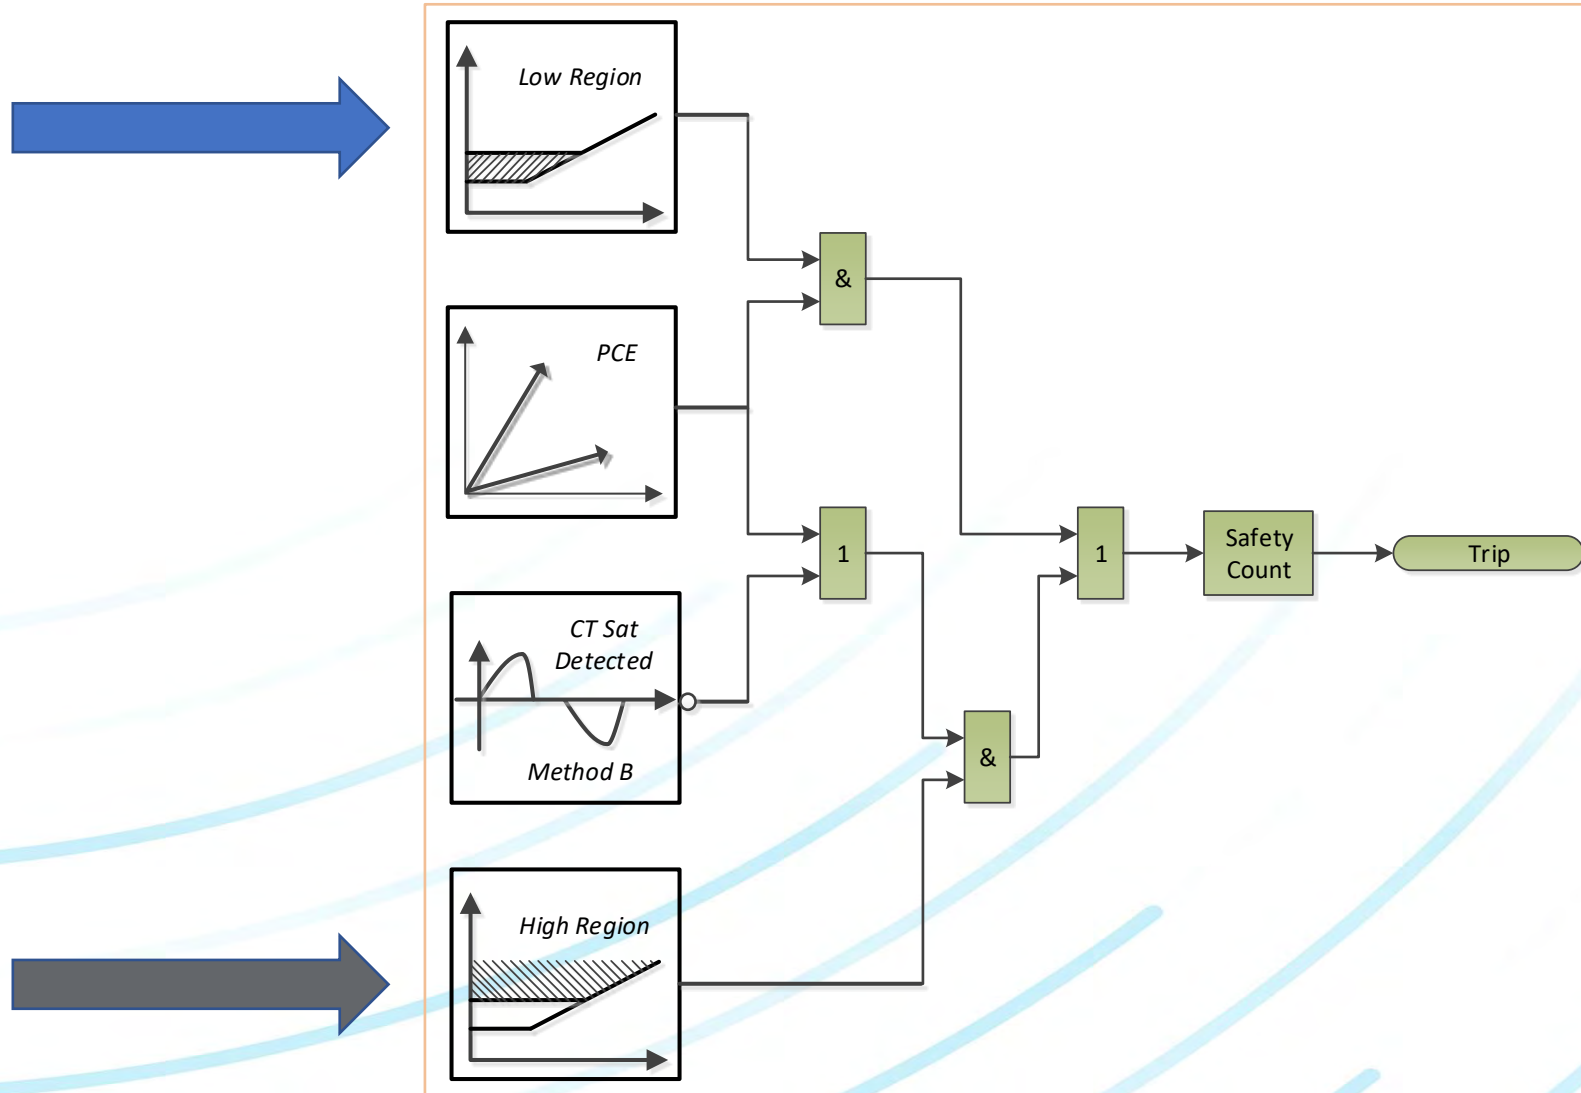 Low Region
&
PCE
1
1
Safety
Count
Trip
CT Sat
Detected
Method B
&
High Region